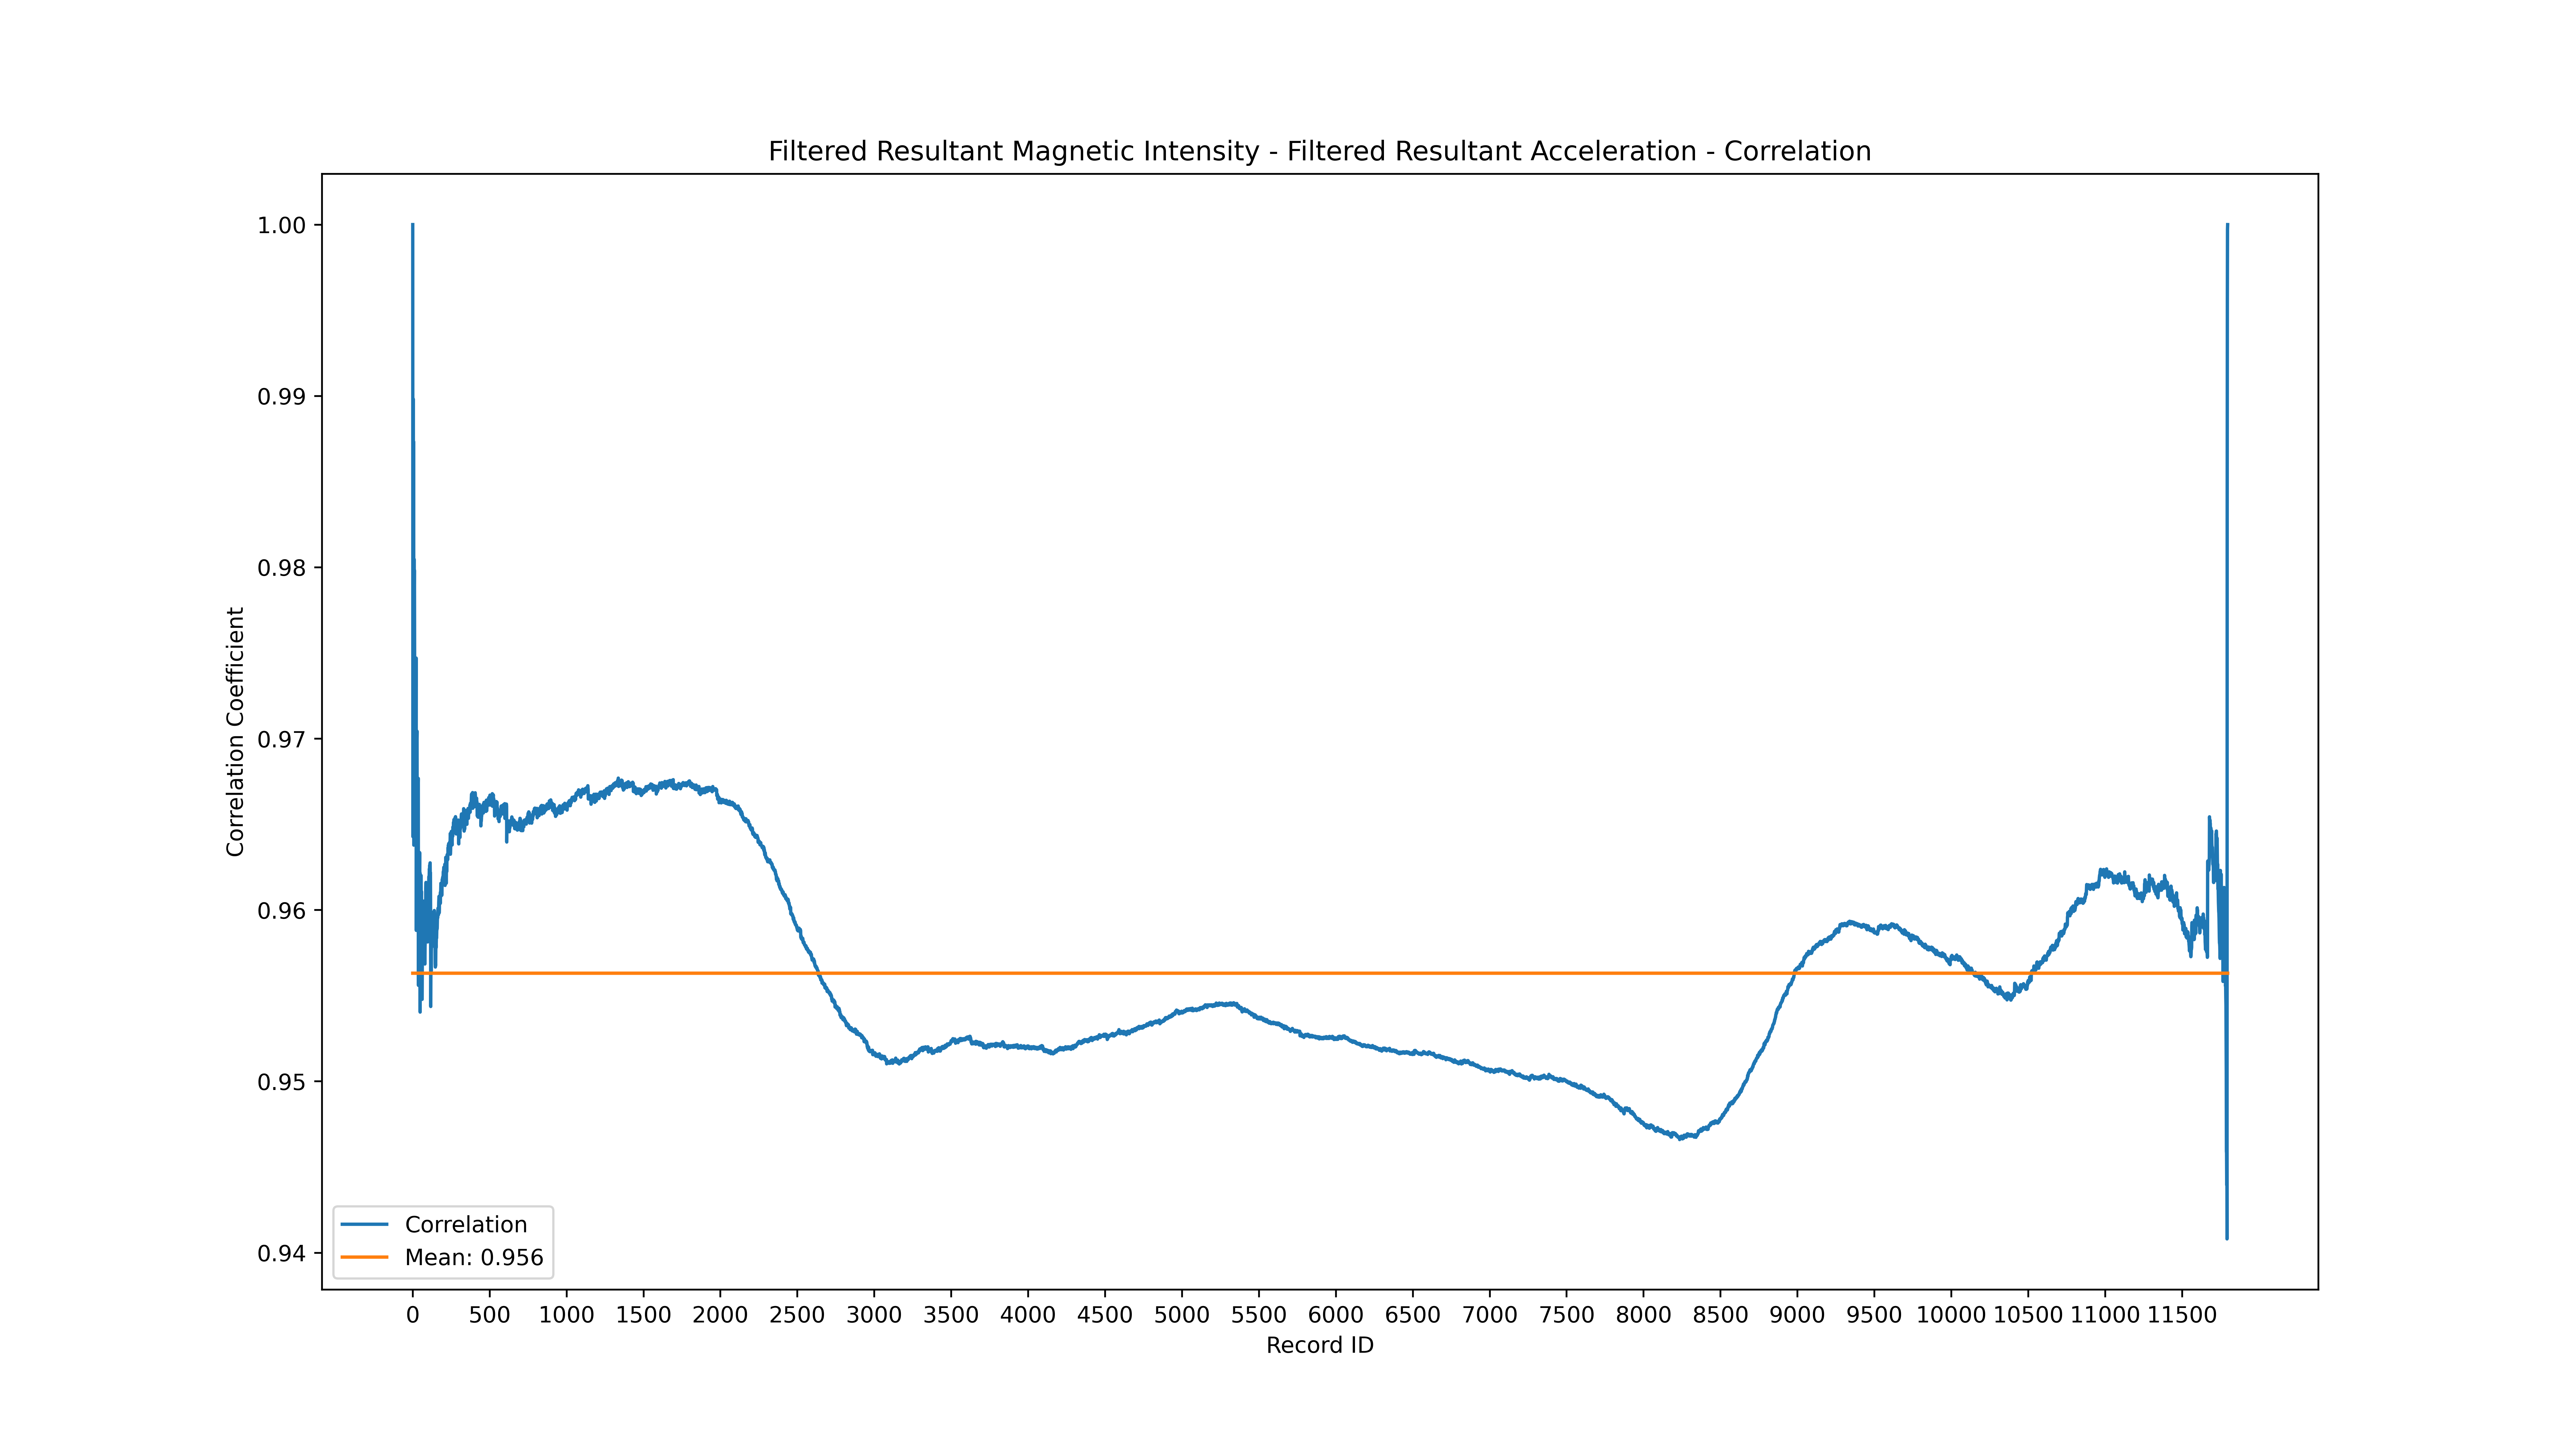 Filtered Resultant Magnetic Intensity - Filtered Resultant Acceleration - Correlation
1.00
0.99
0.98
0.97
0.96
0.95
0.94
Correlation Coefficient
Correlation
Mean: 0.956
0 500 1000 1500 2000 2500 3000 3500 4000 4500 5000 5500 6000 6500 7000 7500 8000 8500 9000 9500 10000 10500 11000 11500
Record ID